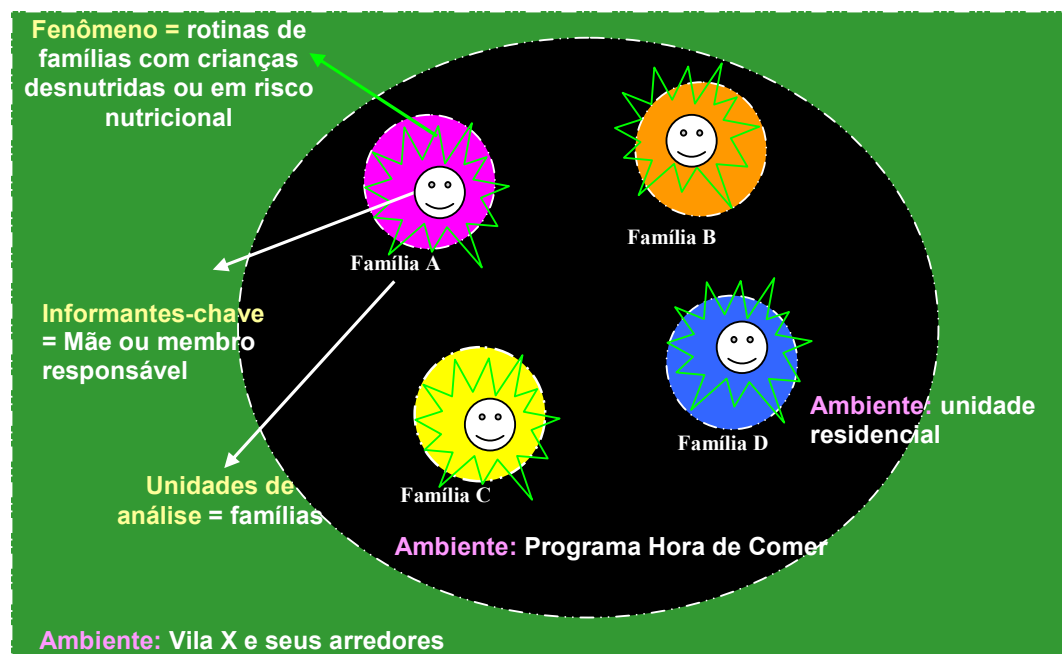 Fenômeno = rotinas de
famílias com crianças
desnutridas ou em risco
nutricional
Família A
Família B
Informantes-chave
= Mãe ou membro
responsável
Ambiente: unidade
residencial
Família D
Unidades de
análise = famílias
Família C
Ambiente: Programa Hora de Comer
Ambiente: Vila X e seus arredores